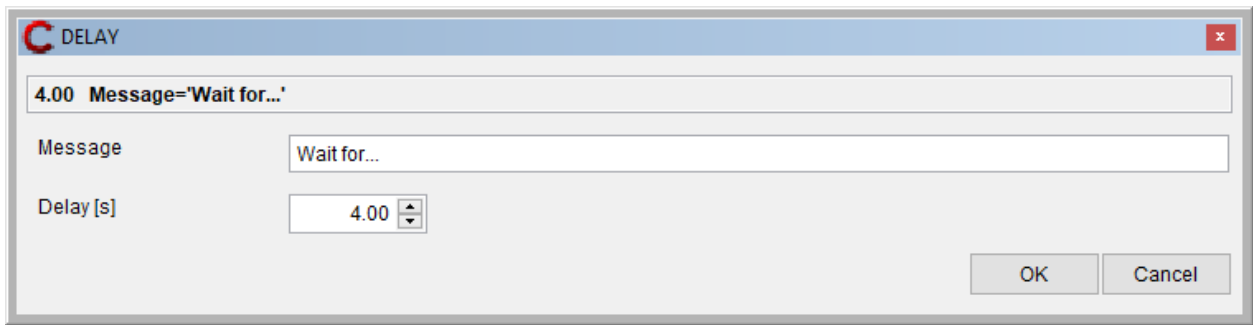 DELAY
x
4.00 Message='Wait for...'
Message
Wait for...
Delay [s]
4.00
OK Cancel